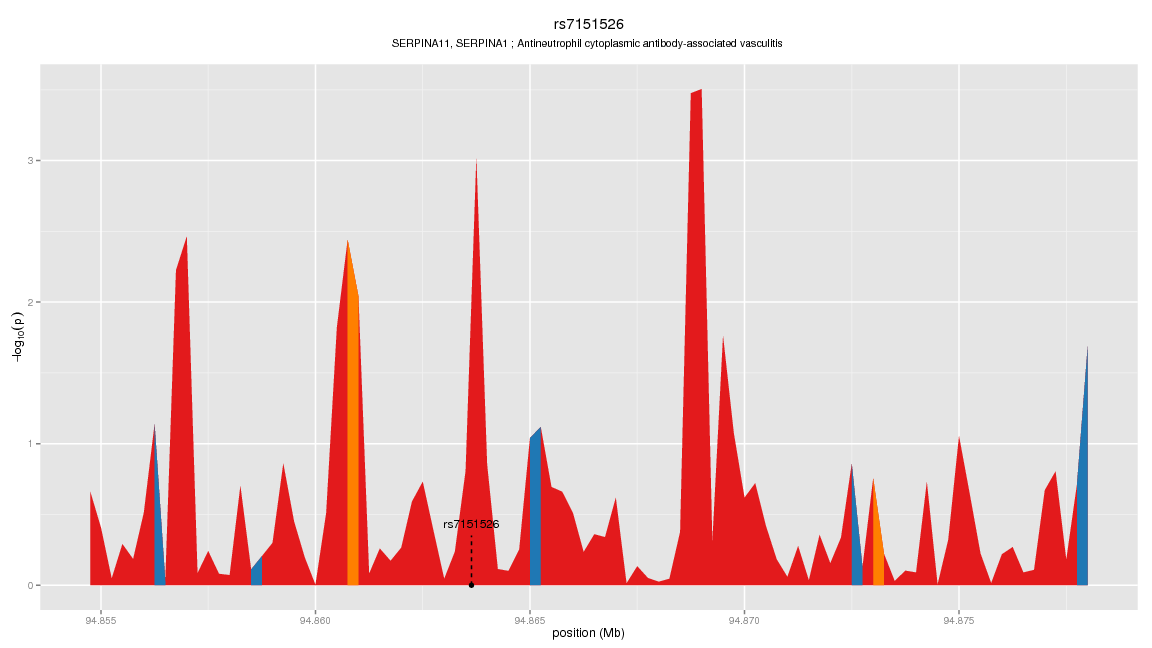 rs7151526
SERPINA11, SERPINA1 ; Antineutrophil cytoplasmic antibody-associated vasculitis
3
2
1
0
-log10(p)
rs7151526
94.855 94.860 94.865 94.870 94.875
position (Mb)